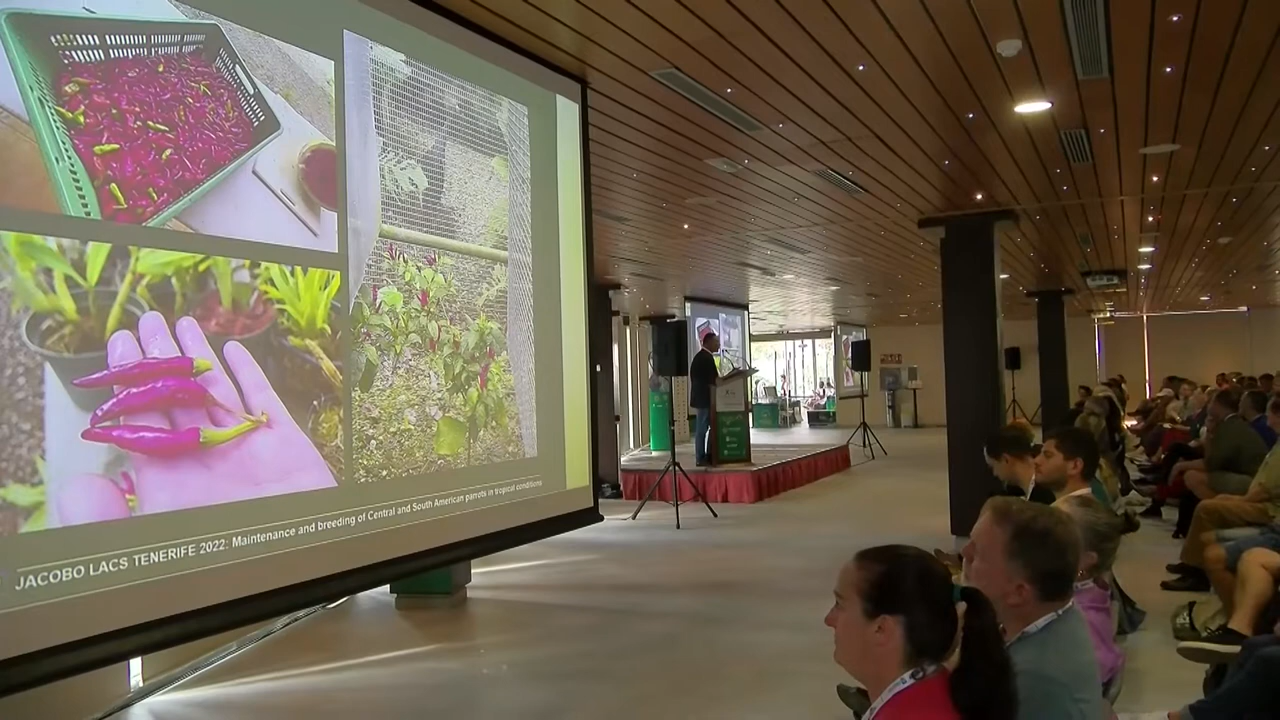 JACOBO LACS TENERIFE 2022: Maintenance and breeding of Central and South American parrots in tropical conditions